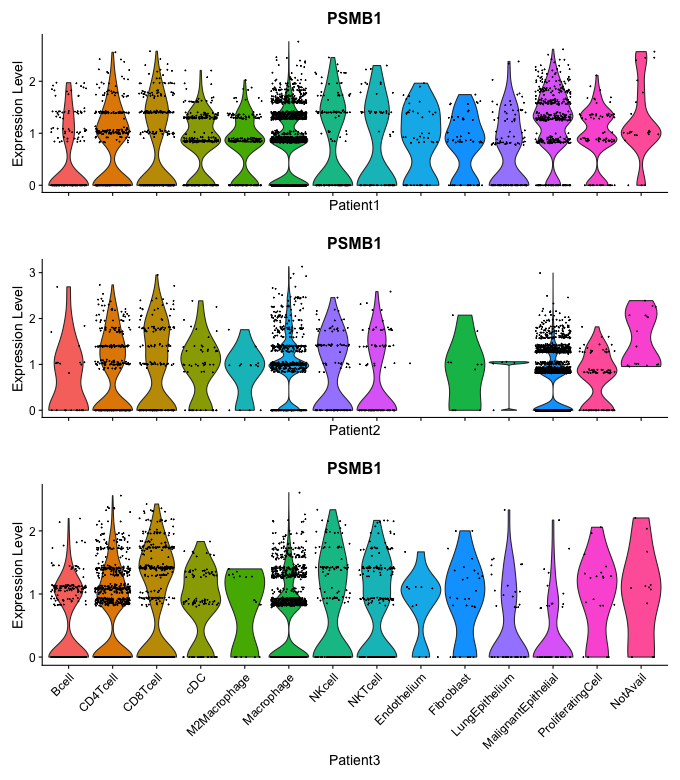 PSMB1
Expression Level
2
1
0
Patient1
PSMB1
Expression Level
3
2
1
0
Patient2
PSMB1
Expression Level
2
1
0
Bcell
CD4Tcell
CD8Tcell
cDC
M2Macrophage
Macrophage
NKcell
NKTcell
Endothelium
Fibroblast
LungEpithelium
MalignantEpithelial
ProliferatingCell
NotAvail
Patient3